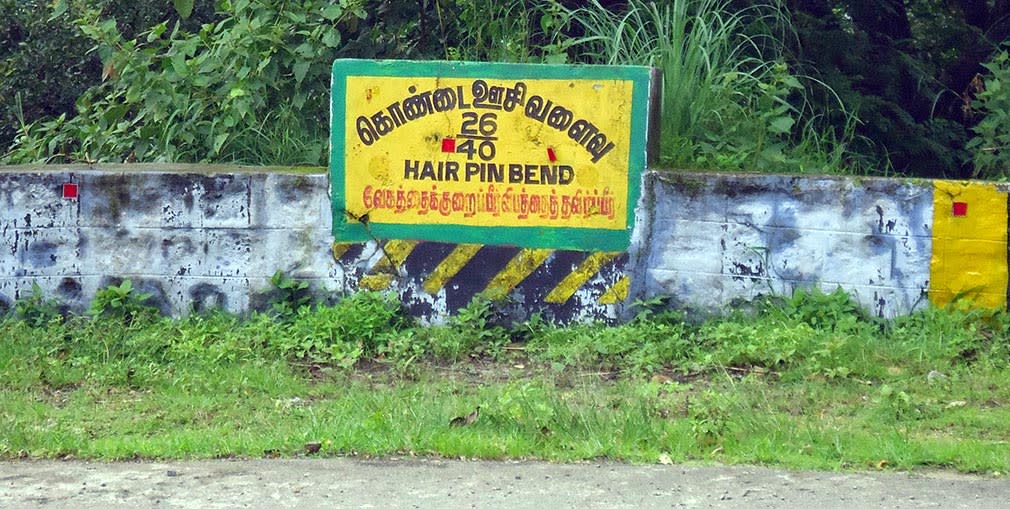 கொண்டை ஊசி வளைவு
26
40
HAIR PIN BEND
வேகத்தைக்குறைப்பீர் விபத்தைத்தவிர்ப்பீர்